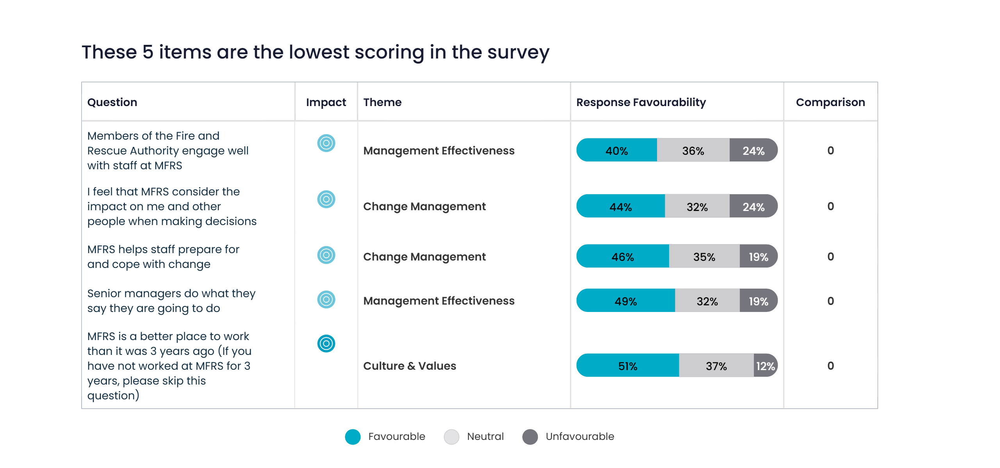 These 5 items are the lowest scoring in the survey
Question
Impact
Theme
Response Favourability
Comparison
Members of the Fire and
Rescue Authority engage well
with staff at MFRS
Management Effectiveness
40%
36%
24%
0
I feel that MFRS consider the
impact on me and other
people when making decisions
Change Management
44%
32%
24%
0
MFRS helps staff prepare for
and cope with change
Change Management
46%
35%
19%
0
Senior managers do what they
say they are going to do
Management Effectiveness
49%
32%
19%
0
MFRS is a better place to work
than it was 3 years ago (If you
have not worked at MFRS for 3
years, please skip this
question)
Culture & Values
51%
37%
12%
0
Favourable
Neutral
Unfavourable